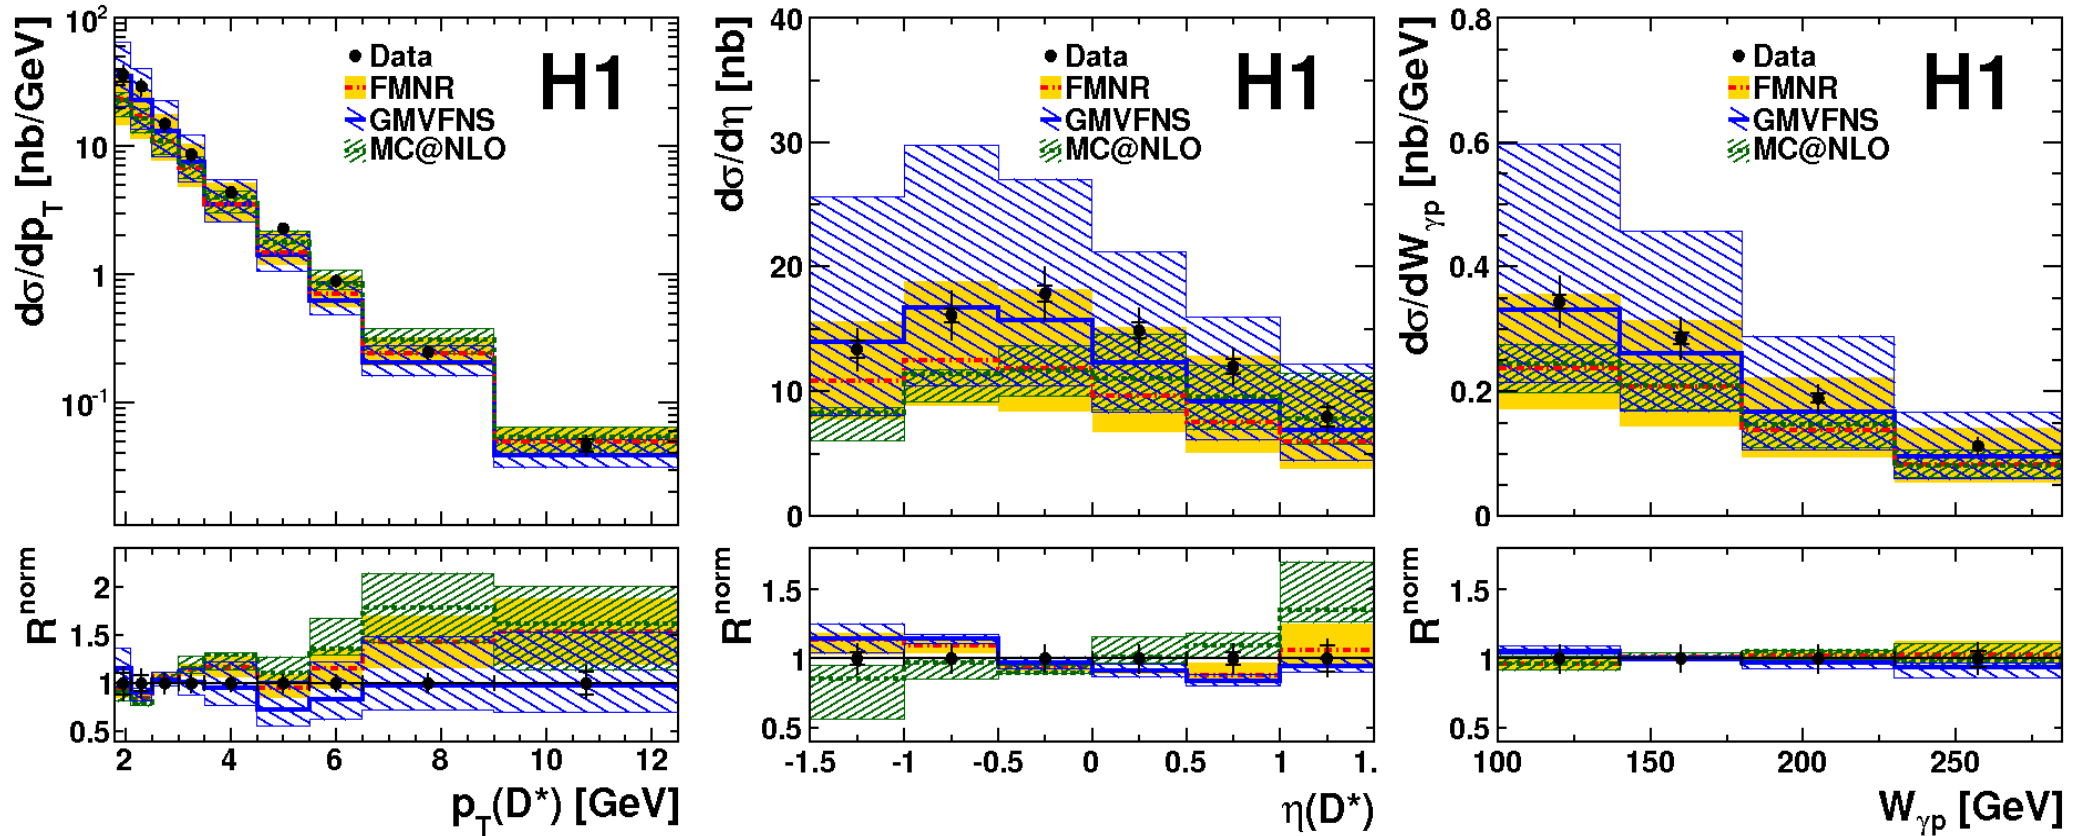 dσ/dp_T [nb/GeV]
10²
10
1
10⁻¹
Data
FMNR
GMVFNS
MC@NLO
H1
R^norm
2
1.5
1
0.5
2 4 6 8 10 12
p_T(D*) [GeV]
dσ/dη [nb]
40
30
20
10
0
Data
FMNR
GMVFNS
MC@NLO
H1
R^norm
1.5
1
0.5
-1.5 -1 -0.5 0 0.5 1 1.
η(D*)
dσ/dW_γp [nb/GeV]
0.8
0.6
0.4
0.2
0
Data
FMNR
GMVFNS
MC@NLO
H1
R^norm
1.5
1
0.5
100 150 200 250
W_γp [GeV]